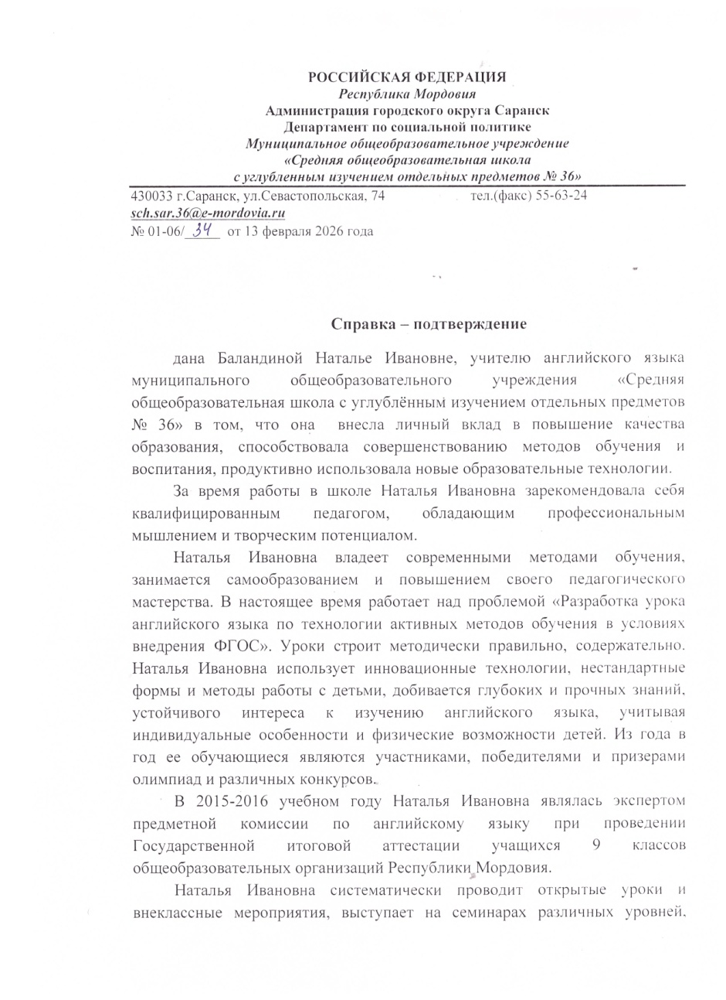 РОССИЙСКАЯ ФЕДЕРАЦИЯ
Республика Мордовия
Администрация городского округа Саранск
Департамент по социальной политике
Муниципальное общеобразовательное учреждение
«Средняя общеобразовательная школа
с углубленным изучением отдельных предметов № 36»
430033 г.Саранск, ул.Севастопольская, 74 тел.(факс) 55-63-24
sch.sar.36@e-mordovia.ru
№ 01-06/ 34 от 13 февраля 2026 года
Справка – подтверждение
дана Баландиной Наталье Ивановне, учителю английского языка
муниципального общеобразовательного учреждения «Средняя
общеобразовательная школа с углублённым изучением отдельных предметов
№ 36» в том, что она внесла личный вклад в повышение качества
образования, способствовала совершенствованию методов обучения и
воспитания, продуктивно использовала новые образовательные технологии.
За время работы в школе Наталья Ивановна зарекомендовала себя
квалифицированным педагогом, обладающим профессиональным
мышлением и творческим потенциалом.
Наталья Ивановна владеет современными методами обучения,
занимается самообразованием и повышением своего педагогического
мастерства. В настоящее время работает над проблемой «Разработка урока
английского языка по технологии активных методов обучения в условиях
внедрения ФГОС». Уроки строит методически правильно, содержательно.
Наталья Ивановна использует инновационные технологии, нестандартные
формы и методы работы с детьми, добивается глубоких и прочных знаний,
устойчивого интереса к изучению английского языка, учитывая
индивидуальные особенности и физические возможности детей. Из года в
год ее обучающиеся являются участниками, победителями и призерами
олимпиад и различных конкурсов.
В 2015-2016 учебном году Наталья Ивановна являлась экспертом
предметной комиссии по английскому языку при проведении
Государственной итоговой аттестации учащихся 9 классов
общеобразовательных организаций Республики Мордовия.
Наталья Ивановна систематически проводит открытые уроки и
внеклассные мероприятия, выступает на семинарах различных уровней,